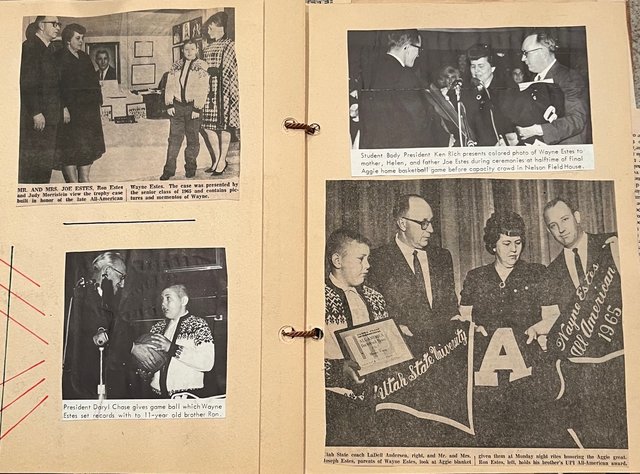 MR. AND MRS. JOE ESTES, Ron Estes
and Judy Morristein view the trophy case
built in honor of the late All-American
Wayne Estes. The case was presented by
the senior class of 1965 and contains pic-
tures and mementos of Wayne.
President Daryl Chase gives game ball which Wayne
Estes set records with to 11-year old brother Ron.
Student Body President Ken Rich presents colored photo of Wayne Estes to
mother, Helen, and father Joe Estes during ceremonies at halftime of final
Aggie home basketball game before capacity crowd in Nelson Field House.
Utah State University
A
Wayne Estes
All American
1965
Utah State coach LaDell Andersen, right, and Mr. and Mrs.
Joseph Estes, parents of Wayne Estes, look at Aggie blanket
given them at Monday night rites honoring the Aggie great.
Ron Estes, left, holds his brother's UPI All-American award.